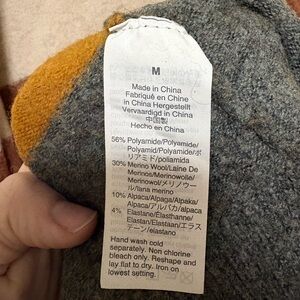 M
Made in China
Fabriqué en Chine
in China Hergestellt
Vervaardigd in China
中国製
Hecho en China
56% Polyamide/Polyamide/
Polyamid/Polyamide/ポ
リアミド/poliamida
30% Merino Wool/Laine De
Merinos/Merinowolle/
Merinowol/メリノウー
ル/lana merino
10% Alpaca/Alpaga/Alpaka/
Alpaca/アルパカ/alpaca
4% Elastane/Élasthanne/
Elastan/Elastaan/エラス
テーン/elastano
Hand wash cold
separately. Non chlorine
bleach only. Reshape and
lay flat to dry. Iron on
lowest setting.